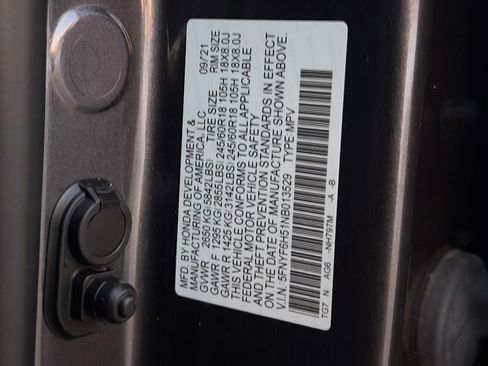 MFD. BY HONDA DEVELOPMENT &
MANUFACTURING OF AMERICA, LLC 09/21
GVWR 2650 KG(5842LBS) TIRE SIZE RIM SIZE
GAWR F 1295 KG(2855LBS) 245/60R18 105H 18X8.0J
GAWR R 1425 KG(3142LBS) 245/60R18 105H 18X8.0J
THIS VEHICLE CONFORMS TO ALL APPLICABLE
FEDERAL MOTOR VEHICLE SAFETY AND THEFT
PREVENTION STANDARDS IN EFFECT
ON THE DATE OF MANUFACTURE SHOWN ABOVE.
V.I.N.: 5FNYF6H51NB013529 TYPE: MPV
TG7 N AG6 -NH797M -A -B